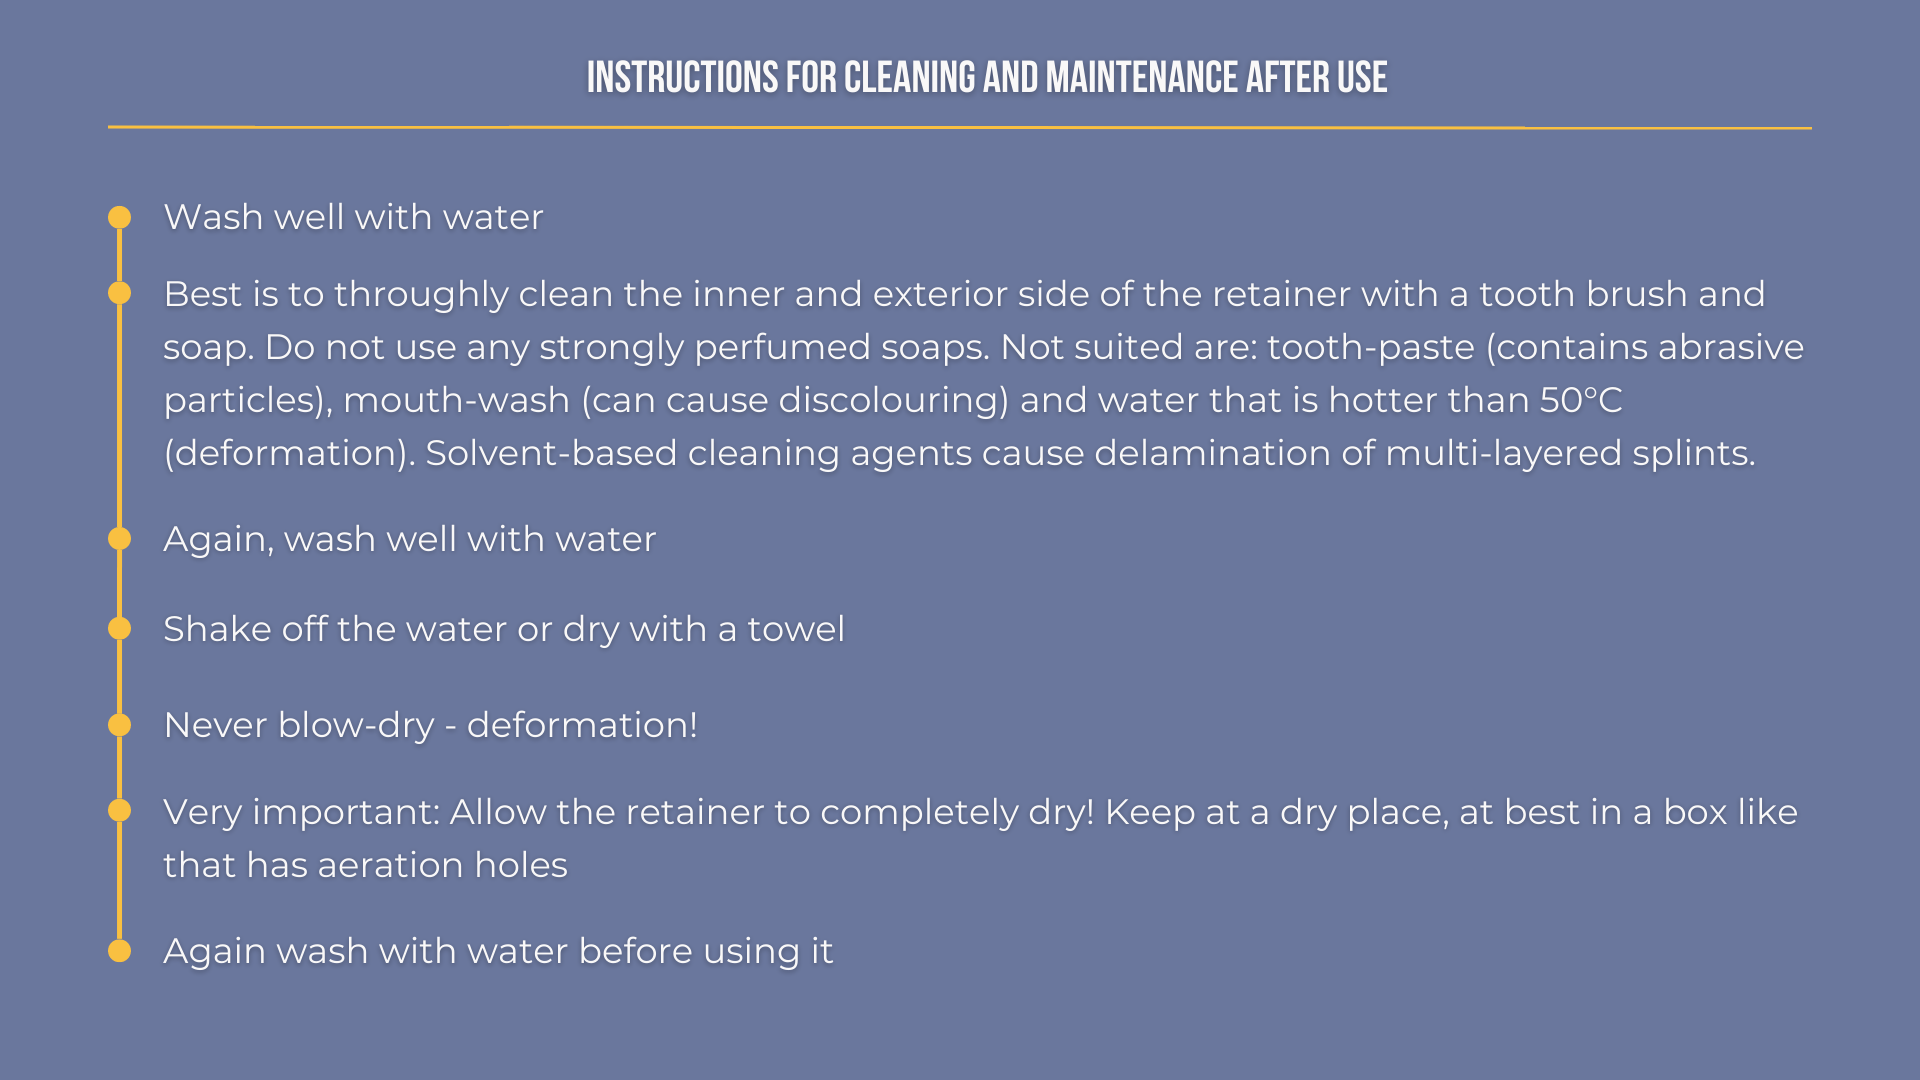 INSTRUCTIONS FOR CLEANING AND MAINTENANCE AFTER USE
Wash well with water
Best is to throughly clean the inner and exterior side of the retainer with a tooth brush and
soap. Do not use any strongly perfumed soaps. Not suited are: tooth-paste (contains abrasive
particles), mouth-wash (can cause discolouring) and water that is hotter than 50°C
(deformation). Solvent-based cleaning agents cause delamination of multi-layered splints.
Again, wash well with water
Shake off the water or dry with a towel
Never blow-dry - deformation!
Very important: Allow the retainer to completely dry! Keep at a dry place, at best in a box like
that has aeration holes
Again wash with water before using it